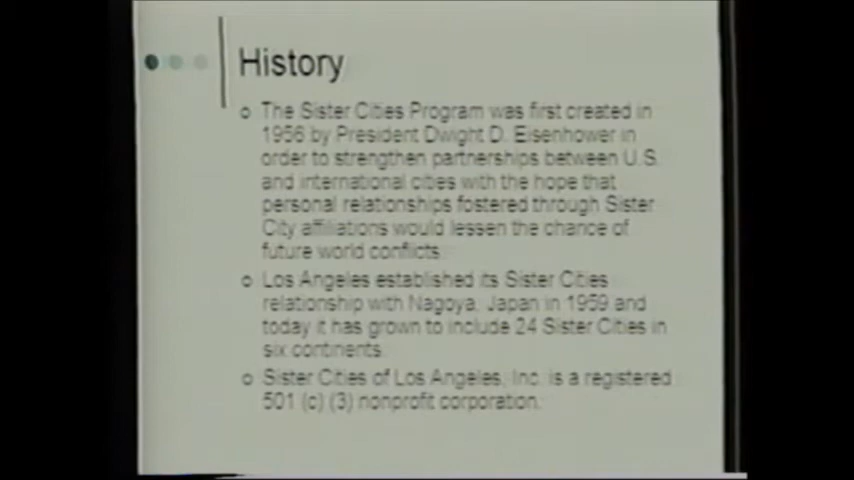 History
The Sister Cities Program was first created in
1956 by President Dwight D. Eisenhower in
order to strengthen partnerships between U.S.
and international cities with the hope that
personal relationships fostered through Sister
City affiliations would lessen the chance of
future world conflicts.
Los Angeles established its Sister Cities
relationship with Nagoya, Japan in 1959 and
today it has grown to include 24 Sister Cities in
six continents.
Sister Cities of Los Angeles, Inc. is a registered
501 (c) (3) nonprofit corporation.